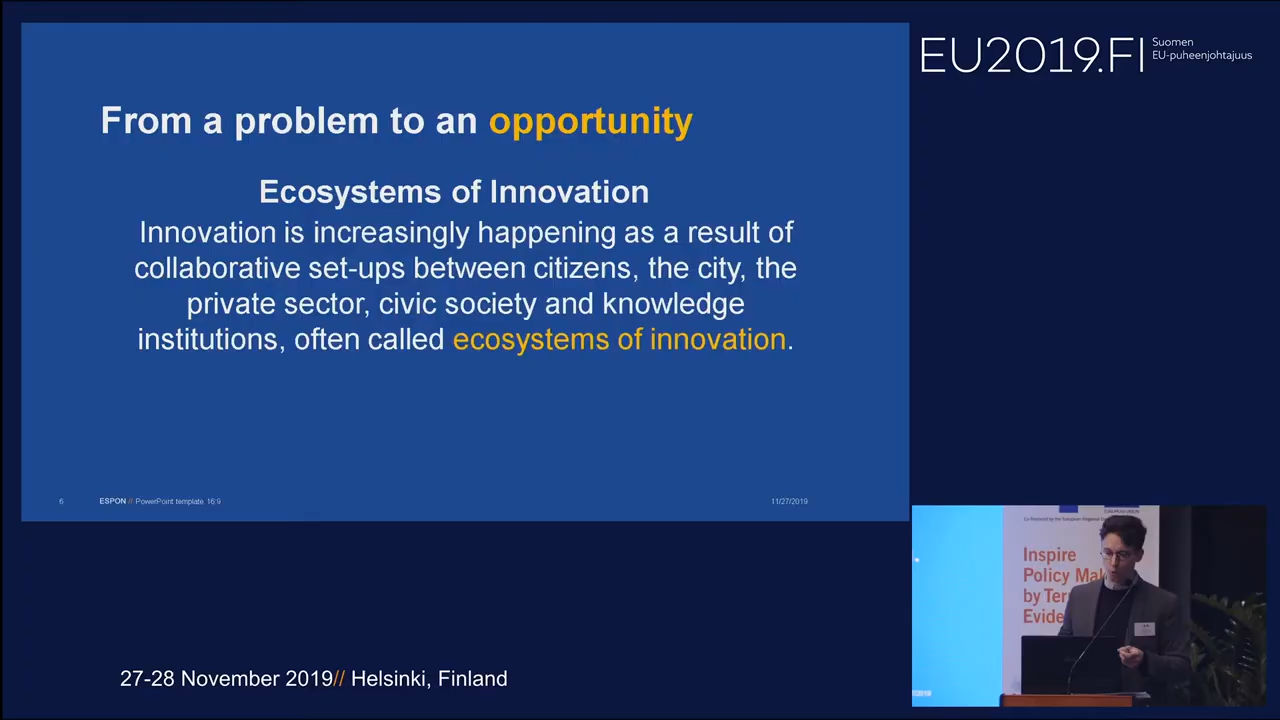 EU2019.FI
Suomen
EU-puheenjohtajuus
From a problem to an opportunity
Ecosystems of Innovation
Innovation is increasingly happening as a result of
collaborative set-ups between citizens, the city, the
private sector, civic society and knowledge
institutions, often called ecosystems of innovation.
6
ESPON // PowerPoint template 16:9
11/27/2019
Inspire
Policy Mak
by Ter
Evide
27-28 November 2019// Helsinki, Finland